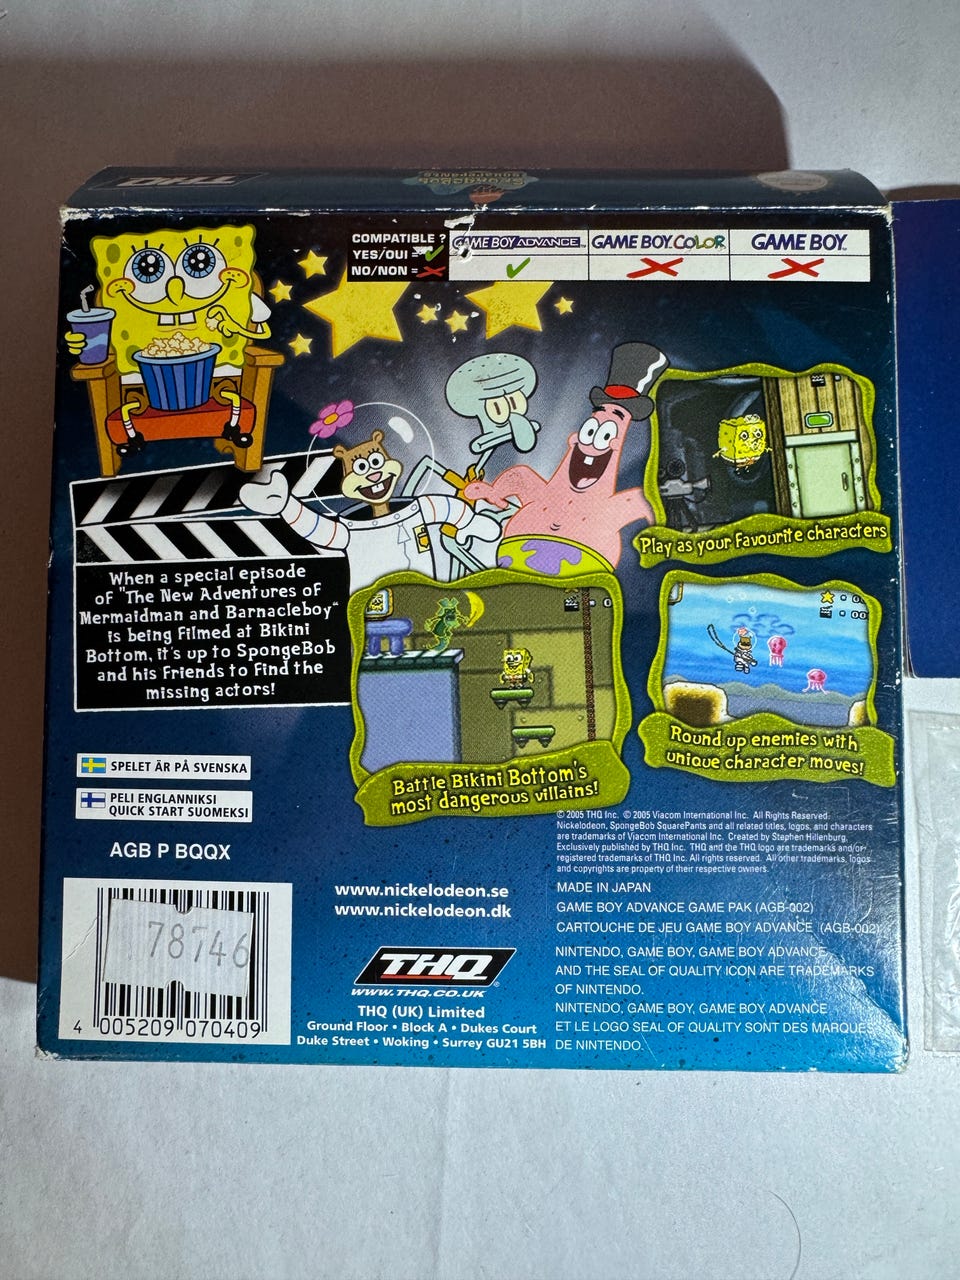 THQ
SPONGEBOB
SQUAREPANTS
COMPATIBLE ?
YES/OUI =
NO/NON =
GAME BOY ADVANCE™
GAME BOY COLOR
GAME BOY™
Play as your Favourite characters
When a special episode
of "The New Adventures of
Mermaidman and Barnacleboy"
is being filmed at Bikini
Bottom, it's up to SpongeBob
and his Friends to Find the
missing actors!
Battle Bikini Bottom's
most dangerous villains!
Round up enemies with
unique character moves!
SPELET ÄR PÅ SVENSKA
PELI ENGLANNIKSI
QUICK START SUOMEKSI
AGB P BQQX
© 2005 THQ Inc. © 2005 Viacom International Inc. All Rights Reserved.
Nickelodeon, SpongeBob SquarePants and all related titles, logos, and characters
are trademarks of Viacom International Inc. Created by Stephen Hillenburg.
Exclusively published by THQ Inc. THQ and the THQ logo are trademarks and/or
registered trademarks of THQ Inc. All rights reserved. All other trademarks, logos
and copyrights are property of their respective owners.
www.nickelodeon.se
www.nickelodeon.dk
MADE IN JAPAN
GAME BOY ADVANCE GAME PAK (AGB-002)
CARTOUCHE DE JEU GAME BOY ADVANCE (AGB-002)
NINTENDO, GAME BOY, GAME BOY ADVANCE
AND THE SEAL OF QUALITY ICON ARE TRADEMARKS
OF NINTENDO.
NINTENDO, GAME BOY, GAME BOY ADVANCE
ET LE LOGO SEAL OF QUALITY SONT DES MARQUES
DE NINTENDO.
THQ
WWW.THQ.CO.UK
THQ (UK) Limited
Ground Floor • Block A • Dukes Court
Duke Street • Woking • Surrey GU21 5BH
78746
4 005209 070409